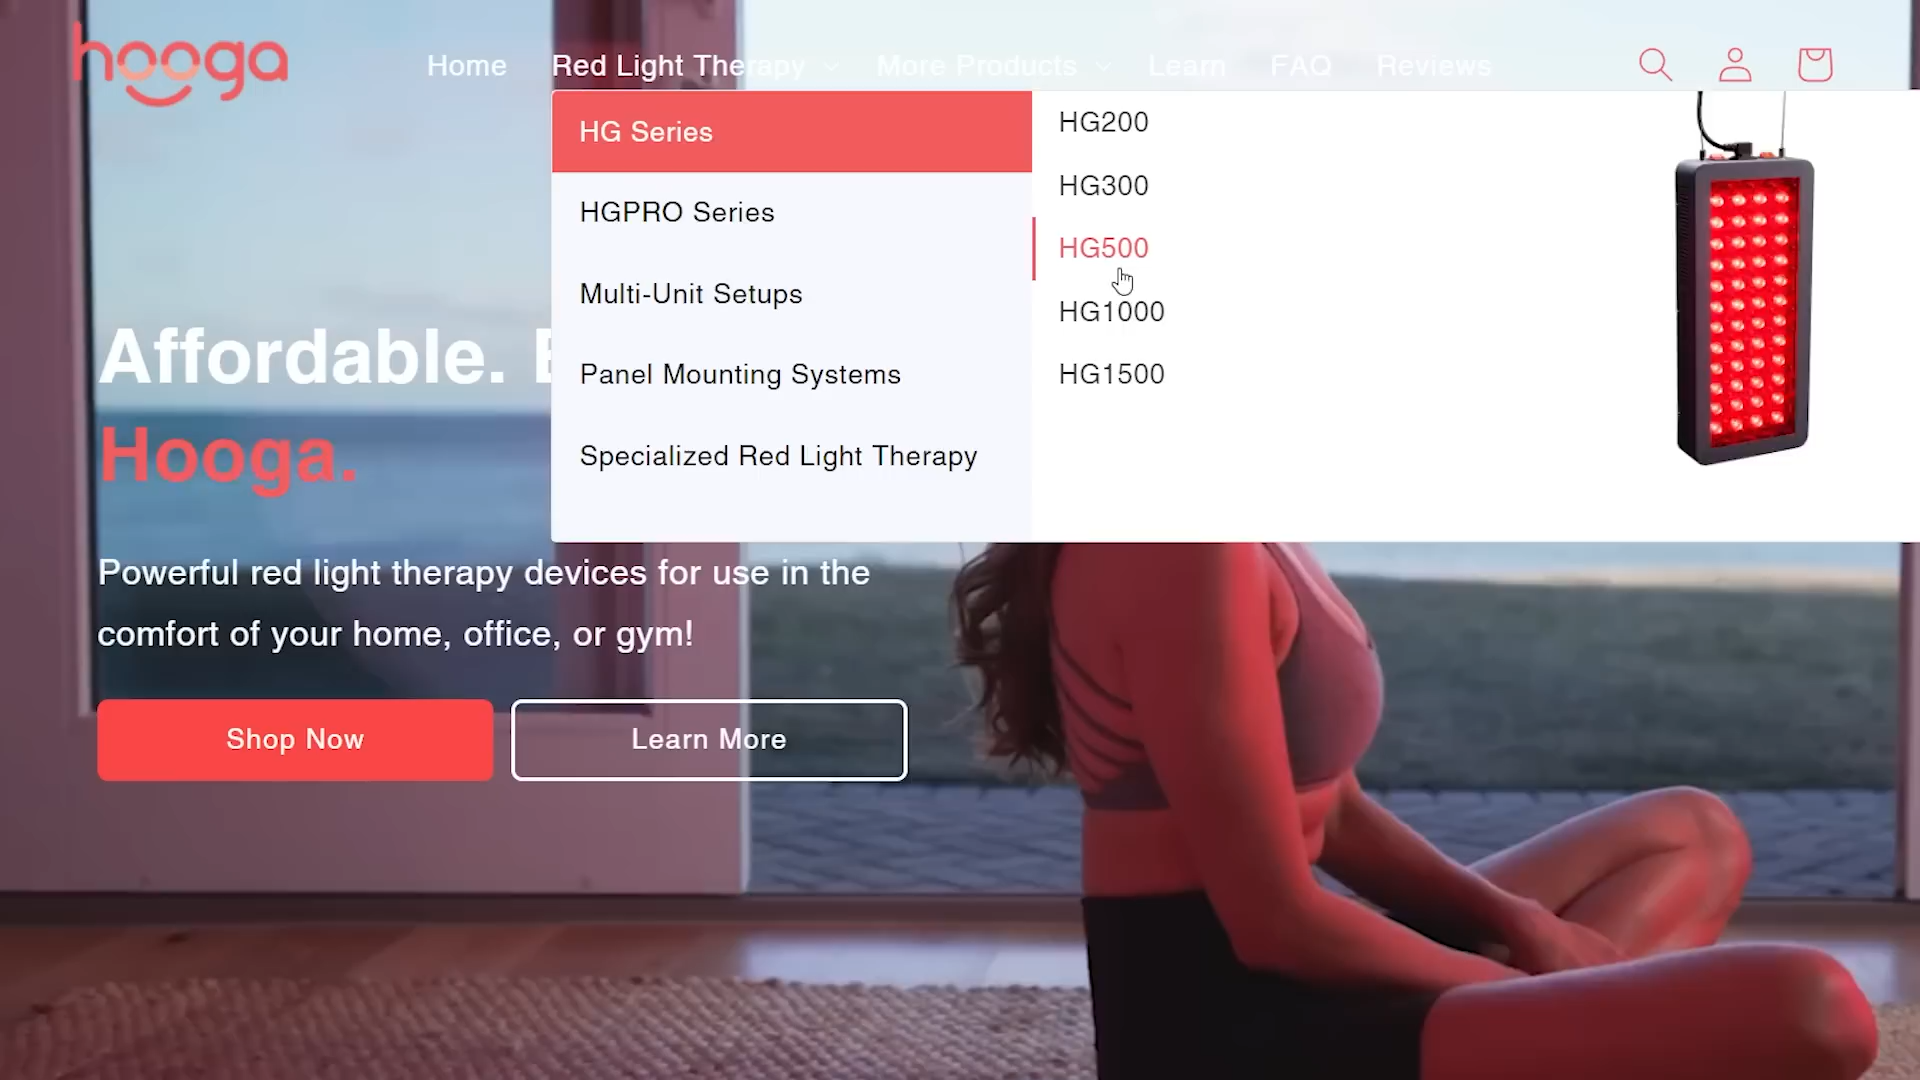 hooga
Home
Red Light Therapy
More Products
Learn
FAQ
Reviews
HG Series
HGPRO Series
Multi-Unit Setups
Panel Mounting Systems
Specialized Red Light Therapy
HG200
HG300
HG500
HG1000
HG1500
Affordable.
Hooga.
Powerful red light therapy devices for use in the
comfort of your home, office, or gym!
Shop Now
Learn More